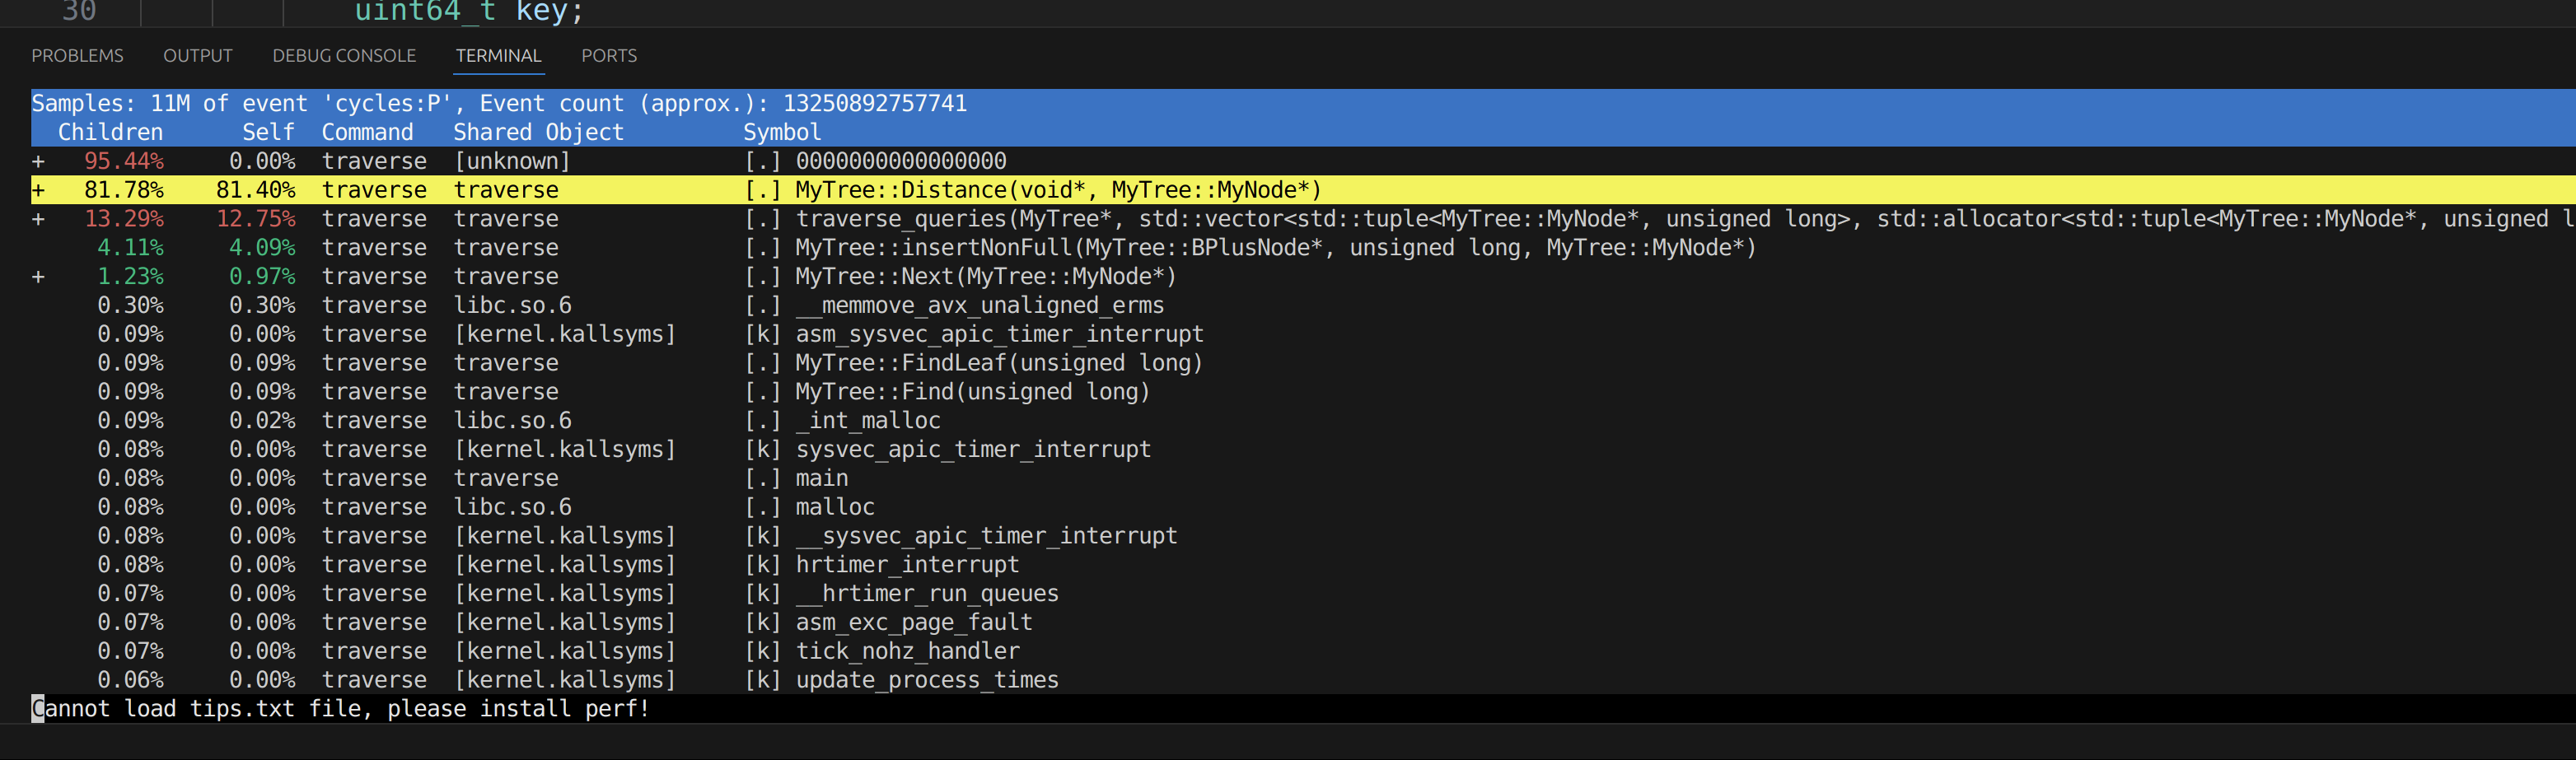 30 uint64_t key;
PROBLEMS OUTPUT DEBUG CONSOLE TERMINAL PORTS
Samples: 11M of event 'cycles:P', Event count (approx.): 13250892757741
Children Self Command Shared Object Symbol
+ 95.44% 0.00% traverse [unknown] [.] 0000000000000000
+ 81.78% 81.40% traverse traverse [.] MyTree::Distance(void*, MyTree::MyNode*)
+ 13.29% 12.75% traverse traverse [.] traverse_queries(MyTree*, std::vector<std::tuple<MyTree::MyNode*, unsigned long>, std::allocator<std::tuple<MyTree::MyNode*, unsigned l
4.11% 4.09% traverse traverse [.] MyTree::insertNonFull(MyTree::BPlusNode*, unsigned long, MyTree::MyNode*)
+ 1.23% 0.97% traverse traverse [.] MyTree::Next(MyTree::MyNode*)
0.30% 0.30% traverse libc.so.6 [.] __memmove_avx_unaligned_erms
0.09% 0.00% traverse [kernel.kallsyms] [k] asm_sysvec_apic_timer_interrupt
0.09% 0.09% traverse traverse [.] MyTree::FindLeaf(unsigned long)
0.09% 0.09% traverse traverse [.] MyTree::Find(unsigned long)
0.09% 0.02% traverse libc.so.6 [.] _int_malloc
0.08% 0.00% traverse [kernel.kallsyms] [k] sysvec_apic_timer_interrupt
0.08% 0.00% traverse traverse [.] main
0.08% 0.00% traverse libc.so.6 [.] malloc
0.08% 0.00% traverse [kernel.kallsyms] [k] __sysvec_apic_timer_interrupt
0.08% 0.00% traverse [kernel.kallsyms] [k] hrtimer_interrupt
0.07% 0.00% traverse [kernel.kallsyms] [k] __hrtimer_run_queues
0.07% 0.00% traverse [kernel.kallsyms] [k] asm_exc_page_fault
0.07% 0.00% traverse [kernel.kallsyms] [k] tick_nohz_handler
0.06% 0.00% traverse [kernel.kallsyms] [k] update_process_times
Cannot load tips.txt file, please install perf!